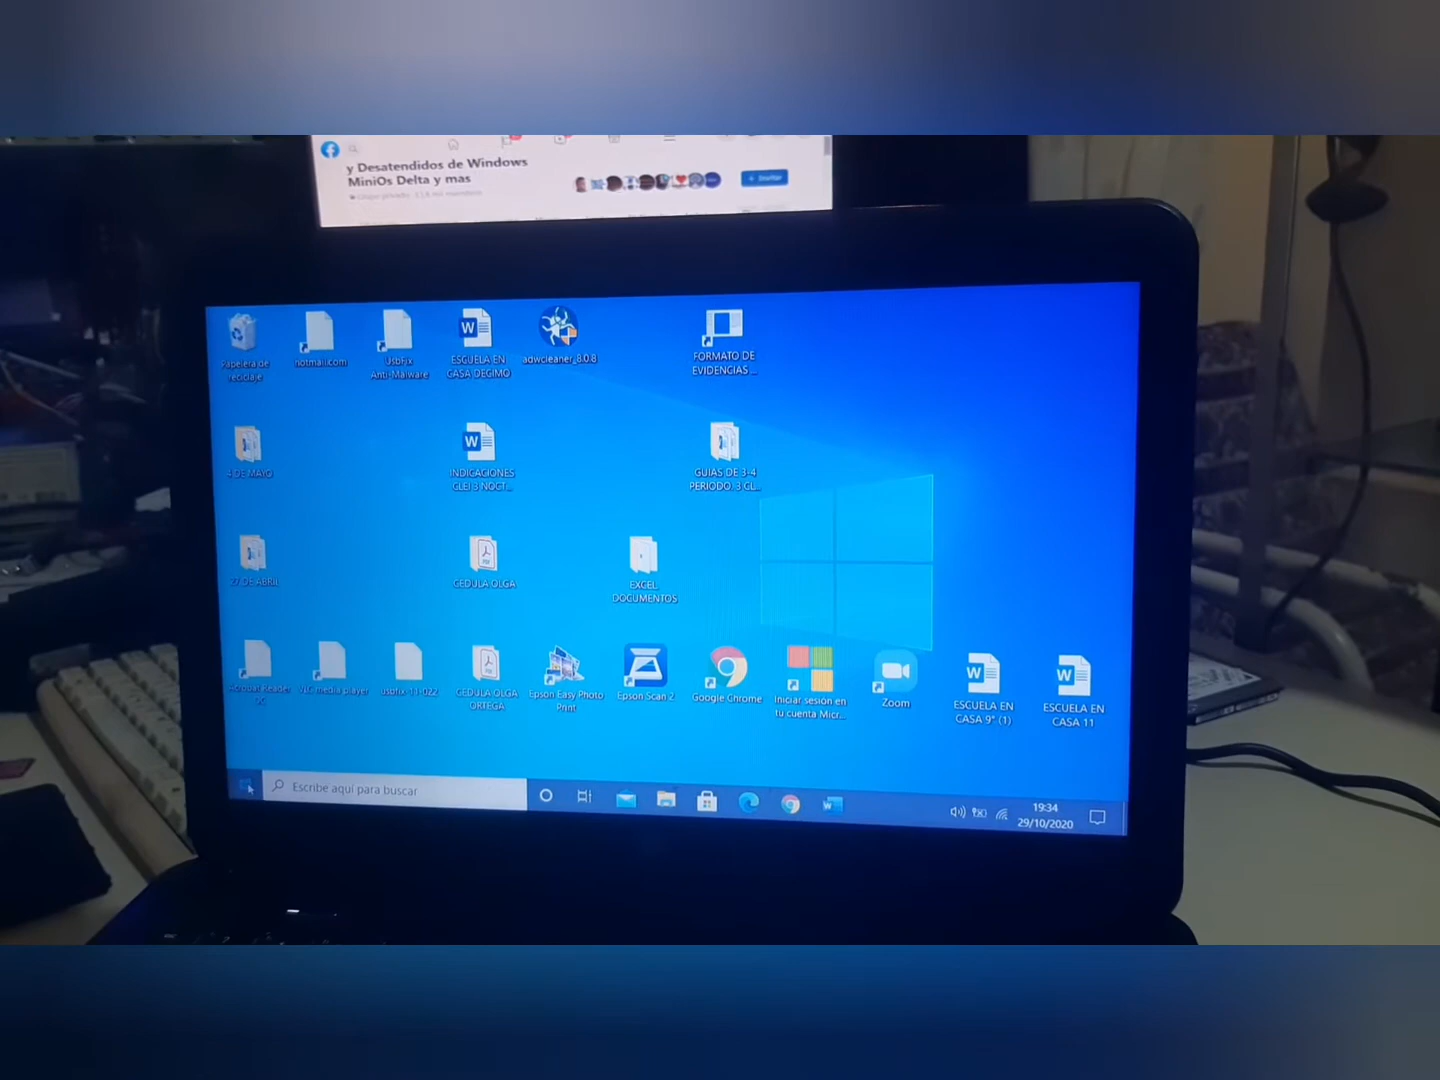 y Desatendidos de Windows
MiniOs Delta y mas
Papelera de
reciclaje
hotmail.com
UsbFix
Anti-Malware
ESCUELA EN
CASA DECIMO
adwcleaner_8.0.8
FORMATO DE
EVIDENCIAS ...
4 DE MAYO
INDICACIONES
CLEI 3 NOCT...
GUIAS DE 3-4
PERIODO. 3 CL...
27 DE ABRIL
CEDULA OLGA
EXCEL
DOCUMENTOS
Acrobat Reader
DC
VLC media player
usbfix-11-022
CEDULA OLGA
ORTEGA
Epson Easy Photo
Print
Epson Scan 2
Google Chrome
Iniciar sesión en
tu cuenta Micr...
Zoom
ESCUELA EN
CASA 9° (1)
ESCUELA EN
CASA 11
Escribe aquí para buscar
19:34
29/10/2020